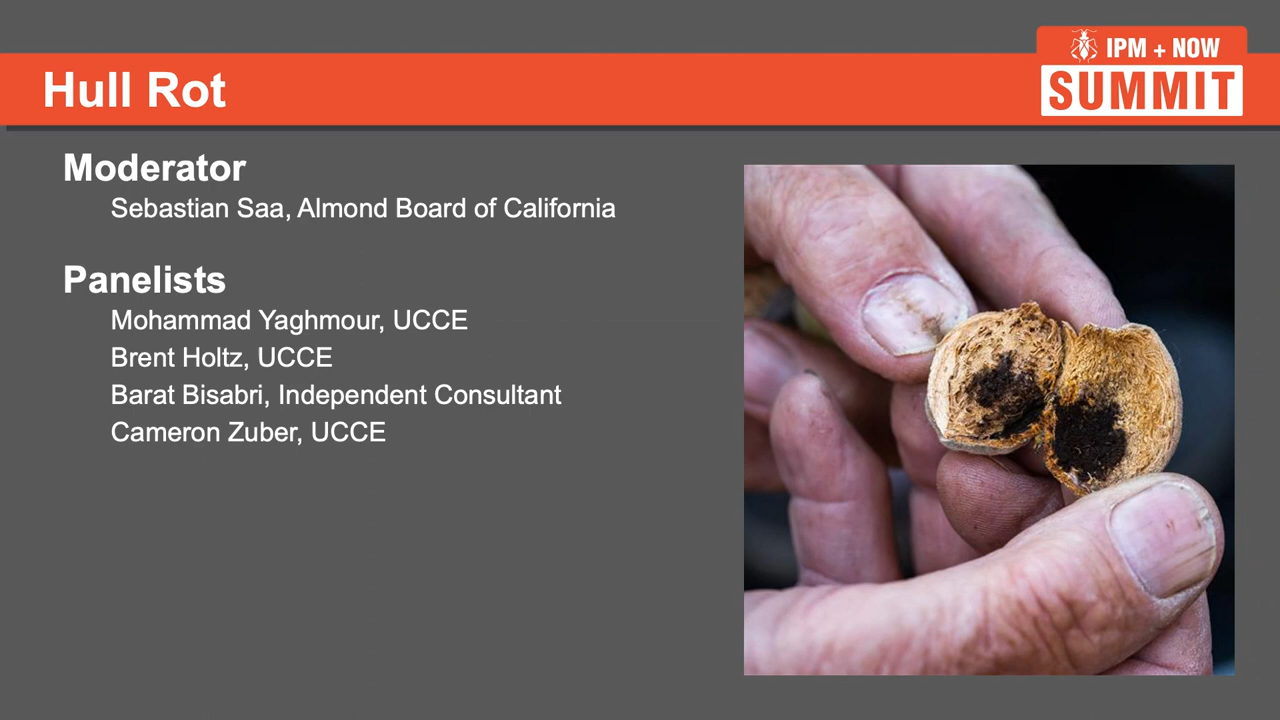 IPM + NOW
SUMMIT
Hull Rot
Moderator
Sebastian Saa, Almond Board of California
Panelists
Mohammad Yaghmour, UCCE
Brent Holtz, UCCE
Barat Bisabri, Independent Consultant
Cameron Zuber, UCCE